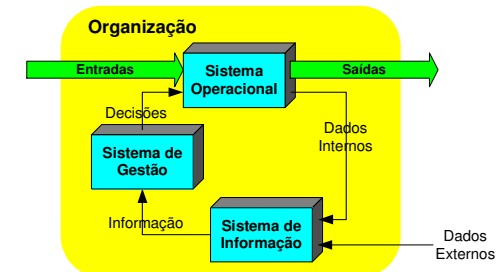 Organização
Entradas
Sistema
Operacional
Saídas
Decisões
Dados
Internos
Sistema de
Gestão
Informação
Sistema de
Informação
Dados
Externos